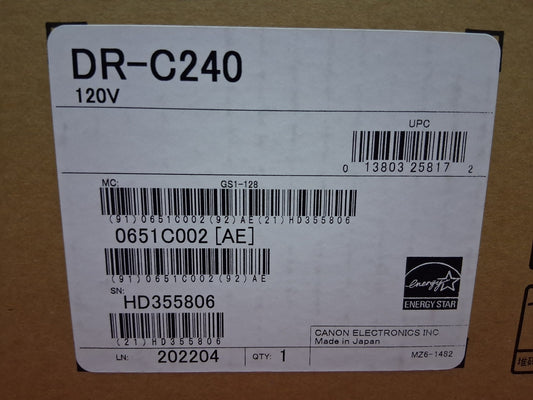 DR-C240
120V
UPC
0 13803 25817 2
MC: GS1-128
(91)0651C002(92)AE(21)HD355806
0651C002 [AE]
(91)0651C002(92)AE
SN:
HD355806
(21)HD355806
energy
ENERGY STAR
LN: 202204 QTY: 1
CANON ELECTRONICS INC
Made in Japan
MZ6-14S2